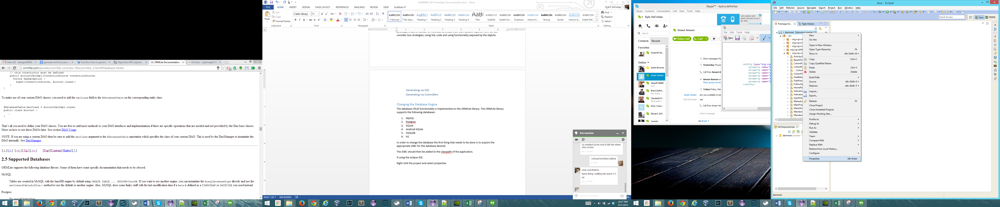 Inbox (9) - drkages2000@
generate uml from java co
Fuzz Box: How to generat
ObjectAid UML Explorer
ORMLite Documentation
OrmLite - Lightweight Ob
ormlite.com/javadoc/ormlite-core/doc-files/ormlite_2.html#Database-Notes
// this constructor must be defined
public AccountDaoImpl(ConnectionSource connectionSource)
throws SQLException {
super(connectionSource, Account.class);
}
}
To make use of your custom DAO classes, you need to add the daoClass field to the @DatabaseTable on the corresponding entity class:
@DatabaseTable(daoClass = AccountDaoImpl.class)
public class Account {
…
}
That's all you need to define your DAO classes. You are free to add more methods to your DAO interfaces and implementations if there are specific operations that are needed and not provided by the Dao base classes.
More on how to use these DAOs later. See section DAO Usage.
NOTE: If you are using a custom DAO then be sure to add the daoClass argument to the @DatabaseTable annotation which specifies the class of your custom DAO. This is used by the DaoManager to instantiate the
DAO internally. See DaoManager.
[ < ] [ > ] [ << ] [ Up ] [ >> ] [Top] [Contents] [Index] [ ? ]
2.5 Supported Databases
ORMLite supports the following database flavors. Some of them have some specific documentation that needs to be obeyed.
MySQL
Tables are created in MySQL with the InnoDB engine by default using CREATE TABLE ... ENGINE=InnoDB. If you want to use another engine, you can instantiate the MysqlDatabaseType directly and use the
setCreateTableSuffix() method to use the default or another engine. Also, MySQL does some funky stuff with the last-modification time if a Date is defined as a TIMESTAMP so DATETIME was used instead.
Postgres
No special instructions
DAMMERI-2014-Developer Documentation.docx - Word
FILE HOME INSERT DESIGN PAGE LAYOUT REFERENCES MAILINGS REVIEW VIEW EndNote X7
Kyle E DeFreitas
Paste
Cut
Copy
Format Painter
Clipboard
Calibri (Body) 11
Font
Paragraph
¶ Normal ¶ No Spac... Heading 1 Heading 2 Heading 3 Heading 4 Title Subtitle Subtle Em... Emphasis Intense E... Strong Quote Intense Q... Subtle Ref...
Styles
Find
Replace
Select
Editing
Developers have a number of methods to create their own custom reports. Here we will
consider two strategies; using SQL code and using functionality exposed by the objects.
Generating via SQL
Generating via Controllers
Changing the Database Engine
The database CRUD functionality is implemented on the ORMLite library. The ORMLite library
supports the following databases:
1. MySQL
2. Postgres
3. SQLite
4. Android SQLite
5. HSQLDB
6. H2
In order to change the database the first thing that needs to be done is to acquire the
appropriate JDBC for the database desired.
The JDBC should then be added to the classpath of the application.
If using the eclipse IDE:
Right click the project and select properties
PAGE 7 OF 7 958 WORDS
kris manohar
so wanted some one to tell her when
she comes
i should be there before
okay cool thanks
funny thing i setting her exam X.X
lol
Send a message
10:37 AM
3/21/2014
Skype™ - kyle.e.defreitas
Skype Contacts Conversation Call View Tools Help
Kyle DeFreitas
Search
Contacts Recent
Favorites
Hyacinth De...
Online
Andre Browne
Ansari Ameen
Asquith Ballah
(yn)
Brent Defrei...
hey there....
Claudette Fr...
Motivated t...
Echo / Soun...
Edward Def...
Janeela
Call mobiles with
great new pay-as-you-
go rates
Ansari Ameen
Video call
Call
Show messages fro
Yesterday Thursd
Call from Ansari A
Ansari Ameen cr
Show group conver
Today Friday, Mar
Ansari Ameen are you available to join
Kyle DeFreitas yes
Call from Ansari Am
Send a message
via Skype
File Edit Tools Help
New
<entity type="org.csp
<property name="
<property name="
<property name="
<property name="
<property name="
<property name="
</entity>
Java - Eclipse
File Edit Refactor Source Navigate Search Project Run Window Help
Quick Access
Java
DDMS
Package Ex...
Type Hierar...
> dammeri [dammeri master ↑1]
> src
> org.csp.co
> org.csp.m
> org.csp.m
org.csp.utilit
> org.csp.vie
ActivityA
BaseUIVi
CohortA
CohortM
> Cohort
CohortVi
FieldMan
FieldView
FollowUp
HomePa
Indicator
Indicator
InputView
IRefresha
MainFra
MainWin
Member
Member
New
Go Into
Open in New Window
Open Type Hierarchy F4
Show In Alt+Shift+W
Copy Ctrl+C
Copy Qualified Name
Paste Ctrl+V
Delete Delete
Build Path
Source Alt+Shift+S
Refactor Alt+Shift+T
Import...
Export...
Refresh F5
Close Project
Close Unrelated Projects
Assign Working Sets...
Profile As
Debug As
Run As
Validate
Team
Compare With
Replace With
Restore from Local History...
Configure
Properties Alt+Enter
Git Repositories
dammeri [master ↑
dammeri